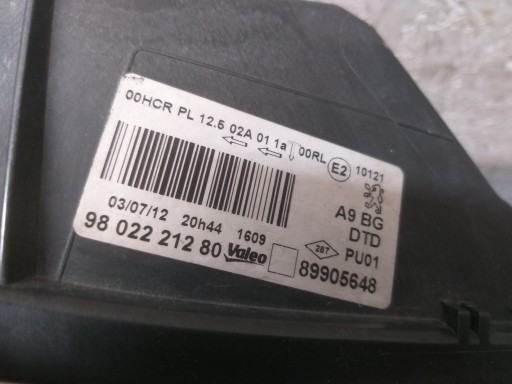 00HCR PL 12.5 02A 01 1a 00RL
E2 10121
A9 BG
DTD
PU01
03/07/12 20h44 1609
98 022 212 80 Valeo
287
89905648